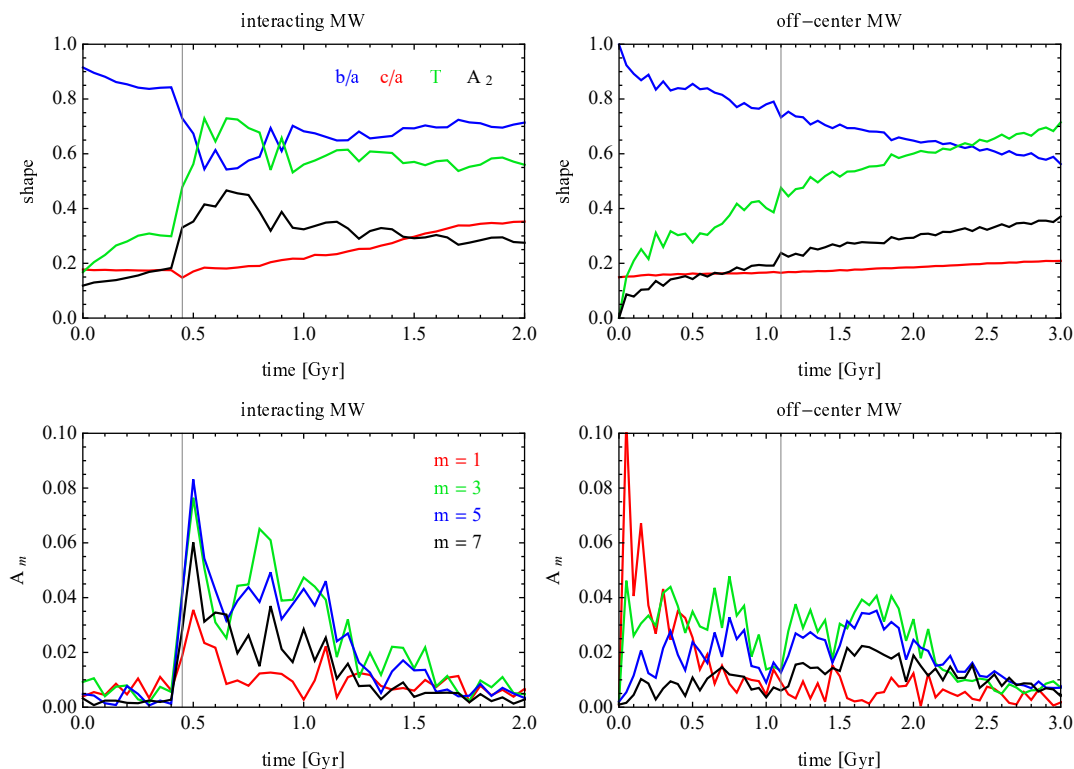 interacting MW
1.0
0.8
0.6
0.4
0.2
0.0
shape
b/a c/a T A 2
0.0 0.5 1.0 1.5 2.0
time [Gyr]
off−center MW
1.0
0.8
0.6
0.4
0.2
0.0
shape
0.0 0.5 1.0 1.5 2.0 2.5 3.0
time [Gyr]
interacting MW
0.10
0.08
0.06
0.04
0.02
0.00
A m
m = 1
m = 3
m = 5
m = 7
0.0 0.5 1.0 1.5 2.0
time [Gyr]
off−center MW
0.10
0.08
0.06
0.04
0.02
0.00
A m
0.0 0.5 1.0 1.5 2.0 2.5 3.0
time [Gyr]